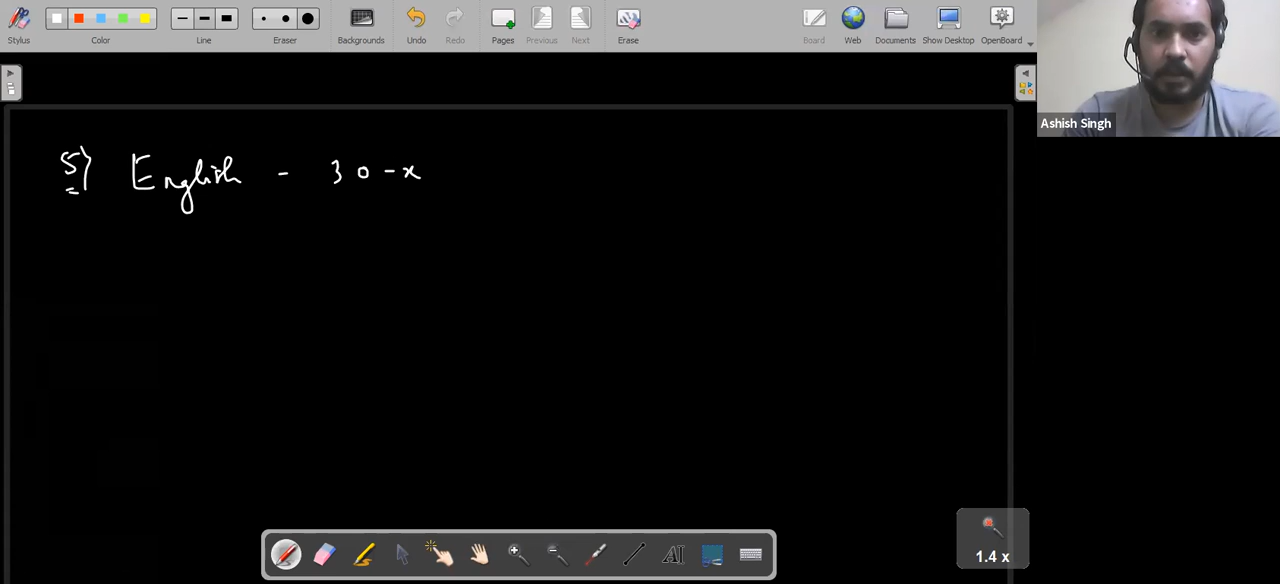 Stylus Color Line Eraser Backgrounds Undo Redo Pages Previous Next Erase Board Web Documents Show Desktop OpenBoard
Ashish Singh
5) English - 30-x
AI
1.4 x